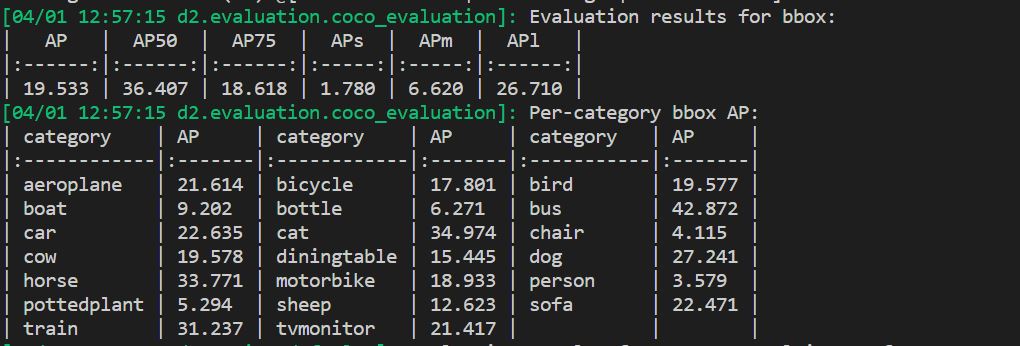 [04/01 12:57:15 d2.evaluation.coco_evaluation]: Evaluation results for bbox:
| AP | AP50 | AP75 | APs | APm | APl |
|:------:|:------:|:------:|:-----:|:-----:|:------:|
| 19.533 | 36.407 | 18.618 | 1.780 | 6.620 | 26.710 |
[04/01 12:57:15 d2.evaluation.coco_evaluation]: Per-category bbox AP:
| category | AP | category | AP | category | AP |
|:------------|:-------|:------------|:-------|:-----------|:-------|
| aeroplane | 21.614 | bicycle | 17.801 | bird | 19.577 |
| boat | 9.202 | bottle | 6.271 | bus | 42.872 |
| car | 22.635 | cat | 34.974 | chair | 4.115 |
| cow | 19.578 | diningtable | 15.445 | dog | 27.241 |
| horse | 33.771 | motorbike | 18.933 | person | 3.579 |
| pottedplant | 5.294 | sheep | 12.623 | sofa | 22.471 |
| train | 31.237 | tvmonitor | 21.417 | | |